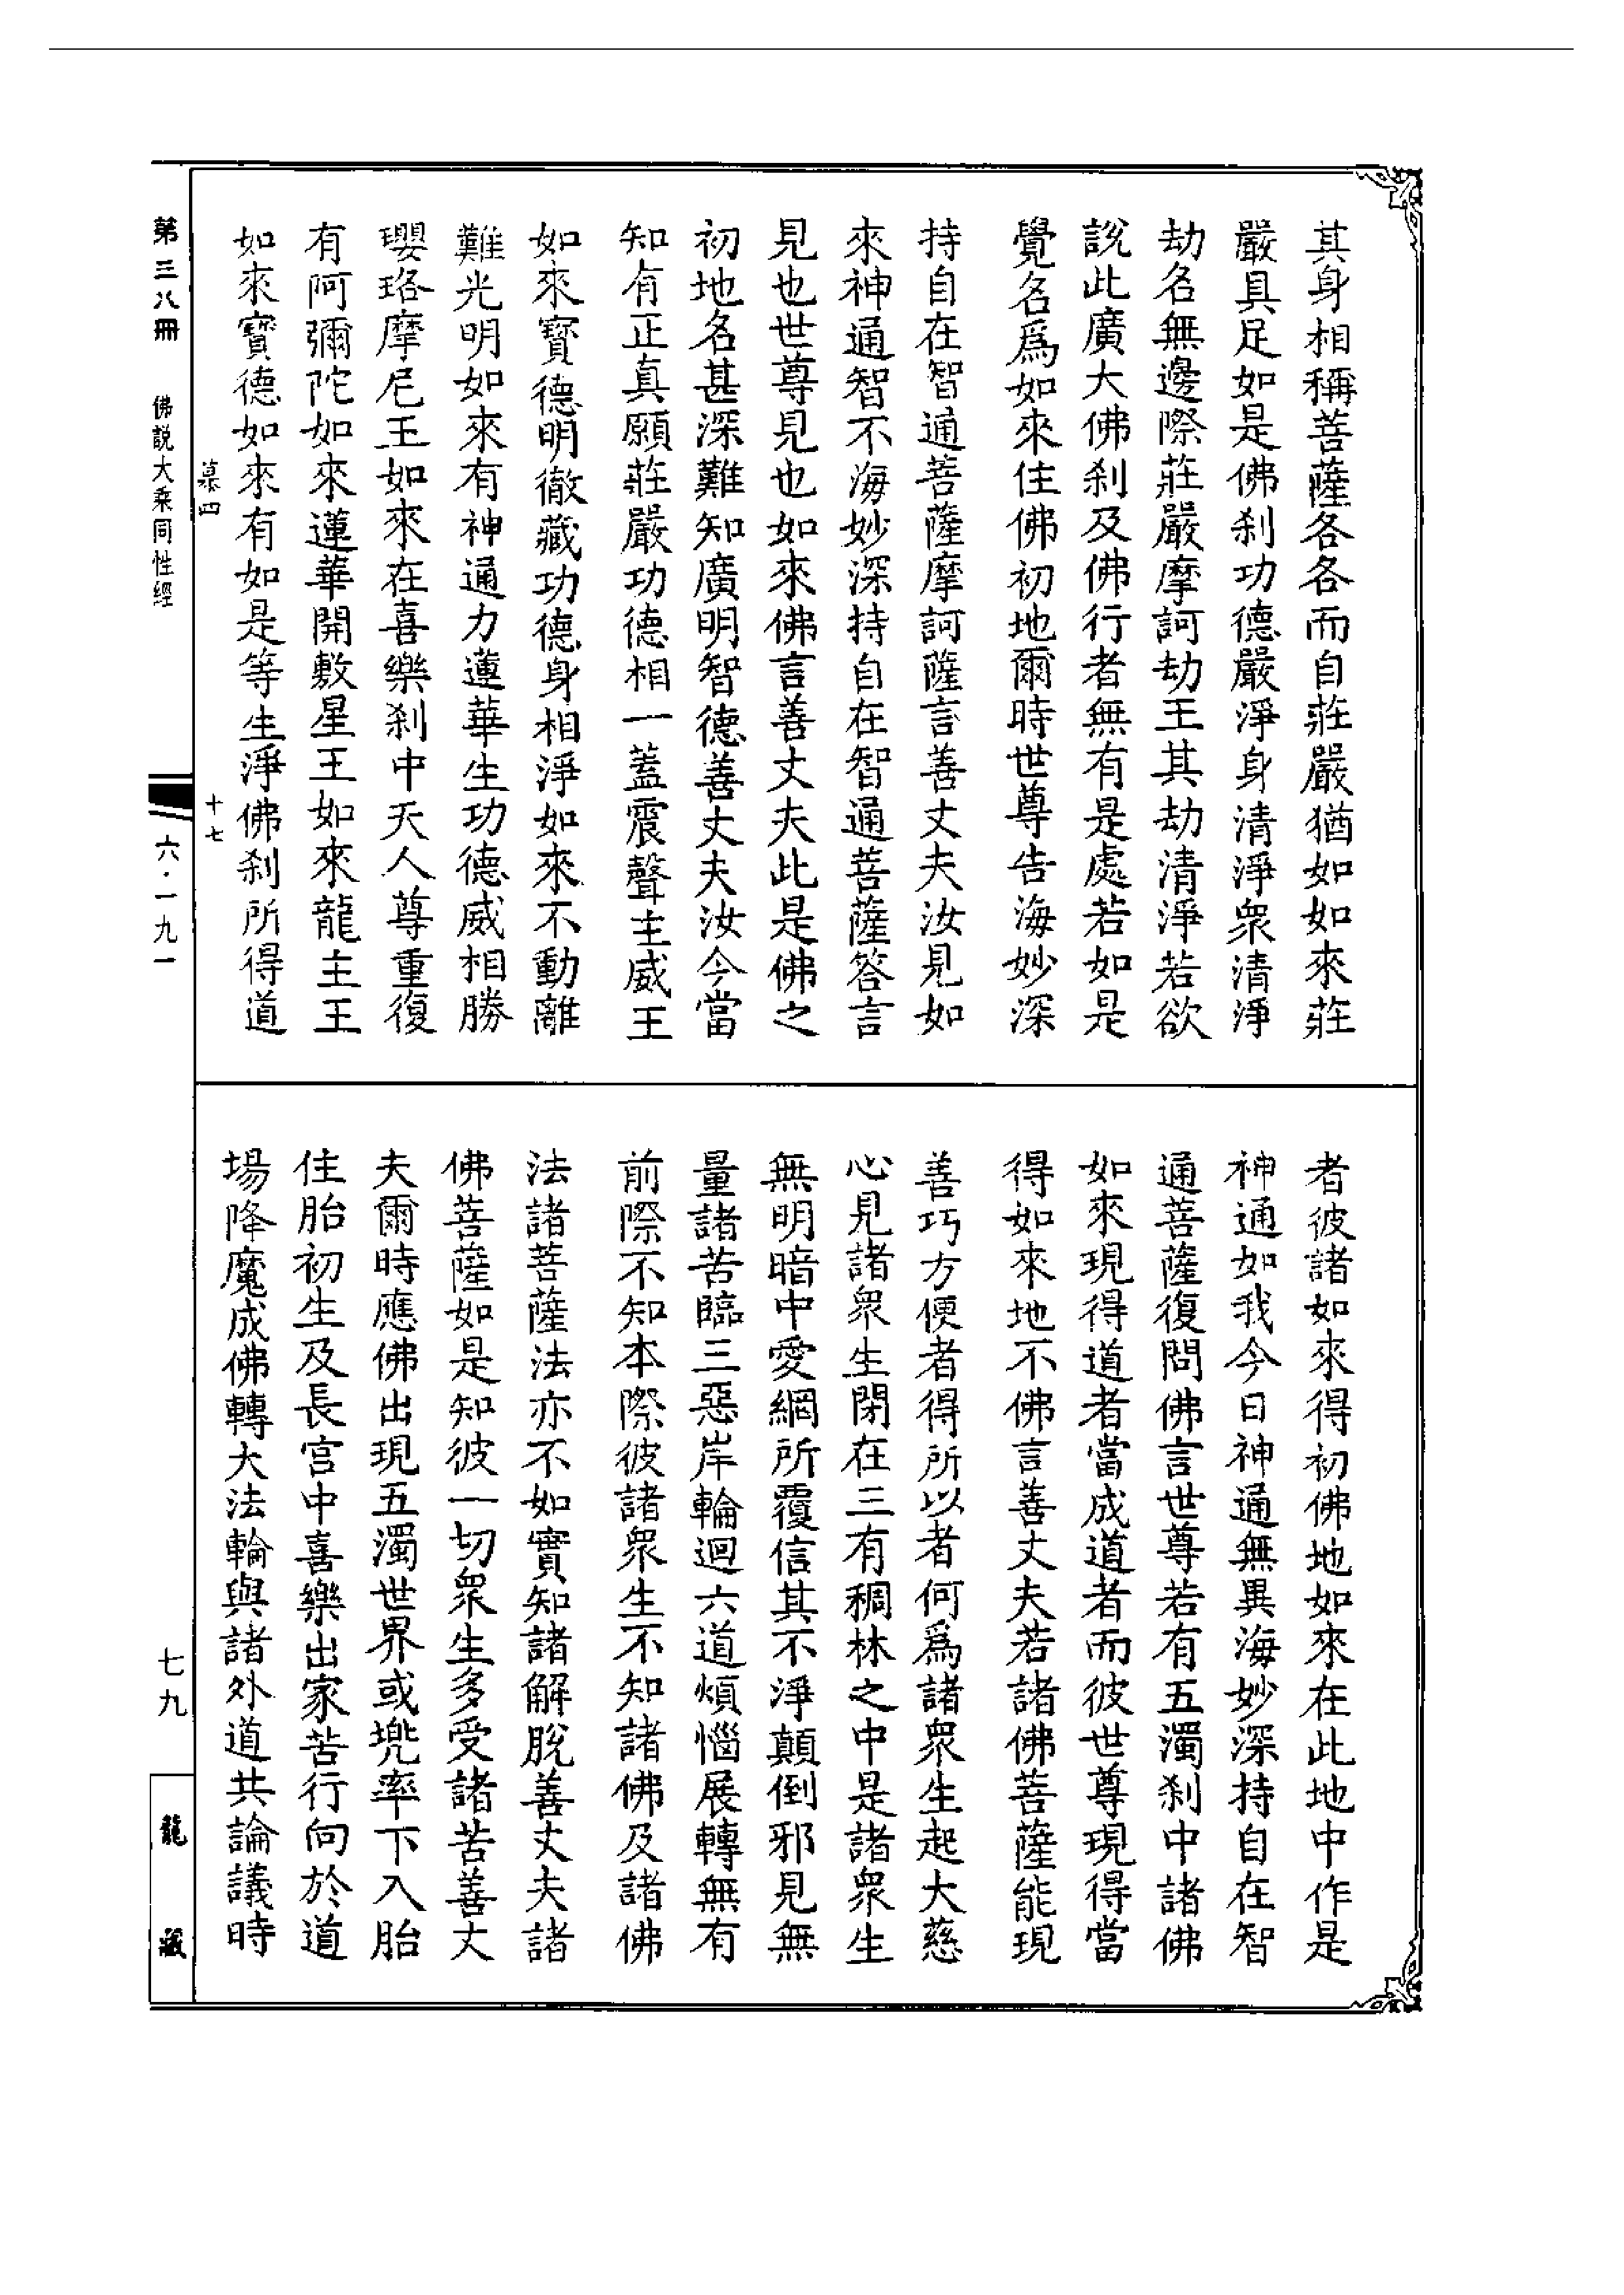 其身相稱菩薩各各而自莊嚴猶如如來莊
嚴具足如是佛刹功德嚴淨身清淨衆清淨
劫名無邊際莊嚴摩訶劫王其劫清淨若欲
說此廣大佛刹及佛行者無有是處若如是
覺名爲如來住佛初地爾時世尊告海妙深
持自在智通菩薩摩訶薩言善丈夫汝見如
來神通智不海妙深持自在智通菩薩答言
見也世尊見也如來佛言善丈夫此是佛之
初地名甚深難知廣明智德善丈夫汝今當
知有正真願莊嚴功德相一蓋震聲主威王
如來寶德明徹藏功德身相淨如來不動離
難光明如來有神通力蓮華生功德威相勝
瓔珞摩尼王如來在喜樂刹中天人尊重復
有阿彌陀如來蓮華開敷星王如來龍主王
如來寶德如來有如是等生淨佛刹所得道
慕四
十七
者彼諸如來得初佛地如來在此地中作是
神通如我今日神通無異海妙深持自在智
通菩薩復問佛言世尊若有五濁刹中諸佛
如來現得道者當成道者而彼世尊現得當
得如來地不佛言善丈夫若諸佛菩薩能現
善巧方便者得所以者何爲諸衆生起大慈
心見諸衆生閉在三有稠林之中是諸衆生
無明暗中愛網所覆信其不淨顛倒邪見無
量諸苦臨三惡岸輪迴六道煩惱展轉無有
前際不知本際彼諸衆生不知諸佛及諸佛
法諸菩薩法亦不如實知諸解脫善丈夫諸
佛菩薩如是知彼一切衆生多受諸苦善丈
夫爾時應佛出現五濁世界或兠率下入胎
住胎初生及長宫中喜樂出家苦行向於道
場降魔成佛轉大法輪與諸外道共論議時
第三八冊
佛説大乘同性經
六·一九一
七九
龍藏